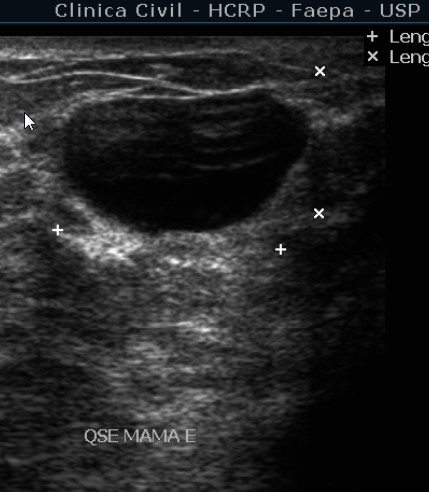 Clinica Civil - HCRP - Faepa - USP
+ Leng
× Leng
QSE MAMA E